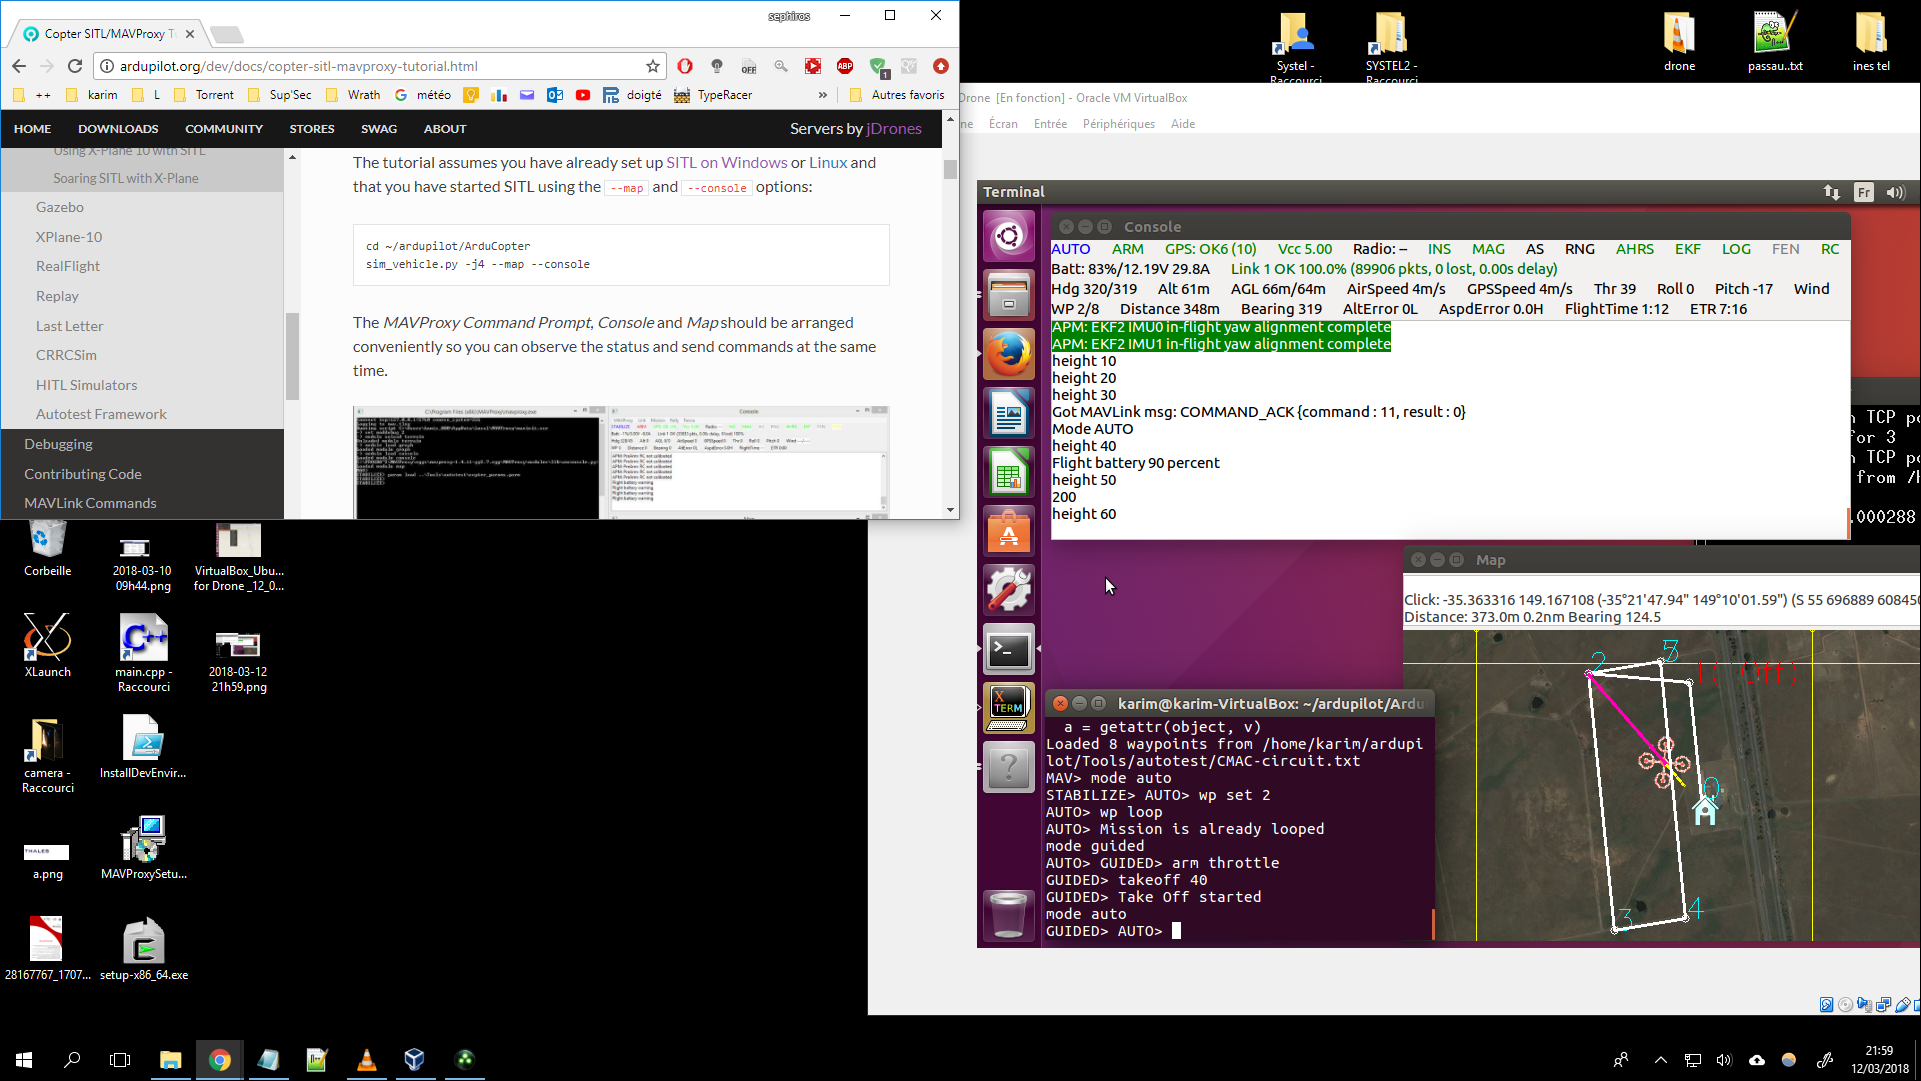 sephiros
Copter SITL/MAVProxy T
ardupilot.org/dev/docs/copter-sitl-mavproxy-tutorial.html
OFF
ABP
1
++
karim
L
Torrent
Sup'Sec
Wrath
météo
doigté
TypeRacer
»
Autres favoris
HOME
DOWNLOADS
COMMUNITY
STORES
SWAG
ABOUT
Servers by jDrones
Using X-Plane 10 with SITL
Soaring SITL with X-Plane
Gazebo
XPlane-10
RealFlight
Replay
Last Letter
CRRCSim
HITL Simulators
Autotest Framework
Debugging
Contributing Code
MAVLink Commands
The tutorial assumes you have already set up SITL on Windows or Linux and
that you have started SITL using the --map and --console options:
cd ~/ardupilot/ArduCopter
sim_vehicle.py -j4 --map --console
The MAVProxy Command Prompt, Console and Map should be arranged
conveniently so you can observe the status and send commands at the same
time.
Systel -
Raccourci
SYSTEL2 -
Raccourci
drone
passau..txt
ines tel
Drone [En fonction] - Oracle VM VirtualBox
ne
Écran
Entrée
Périphériques
Aide
Terminal
Fr
Console
AUTO ARM GPS: OK6 (10) Vcc 5.00 Radio: -- INS MAG AS RNG AHRS EKF LOG FEN RC
Batt: 83%/12.19V 29.8A Link 1 OK 100.0% (89906 pkts, 0 lost, 0.00s delay)
Hdg 320/319 Alt 61m AGL 66m/64m AirSpeed 4m/s GPSSpeed 4m/s Thr 39 Roll 0 Pitch -17 Wind
WP 2/8 Distance 348m Bearing 319 AltError 0L AspdError 0.0H FlightTime 1:12 ETR 7:16
APM: EKF2 IMU0 in-flight yaw alignment complete
APM: EKF2 IMU1 in-flight yaw alignment complete
height 10
height 20
height 30
Got MAVLink msg: COMMAND_ACK {command : 11, result : 0}
Mode AUTO
height 40
Flight battery 90 percent
height 50
200
height 60
n TCP po
for 3
n TCP po
from /h
.000288
Map
Click: -35.363316 149.167108 (-35°21'47.94" 149°10'01.59") (S 55 696889 608450
Distance: 373.0m 0.2nm Bearing 124.5
2
1
0
3
4
X
TERM
karim@karim-VirtualBox: ~/ardupilot/Ardu
a = getattr(object, v)
Loaded 8 waypoints from /home/karim/ardupi
lot/Tools/autotest/CMAC-circuit.txt
MAV> mode auto
STABILIZE> AUTO> wp set 2
AUTO> wp loop
AUTO> Mission is already looped
mode guided
AUTO> GUIDED> arm throttle
GUIDED> takeoff 40
GUIDED> Take Off started
mode auto
GUIDED> AUTO>
Corbeille
2018-03-10
09h44.png
VirtualBox_Ubu...
for Drone _12_0...
XLaunch
C++
main.cpp -
Raccourci
2018-03-12
21h59.png
camera -
Raccourci
InstallDevEnvir...
THALES
a.png
MAVProxySetu...
28167767_1707...
setup-x86_64.exe
21:59
12/03/2018